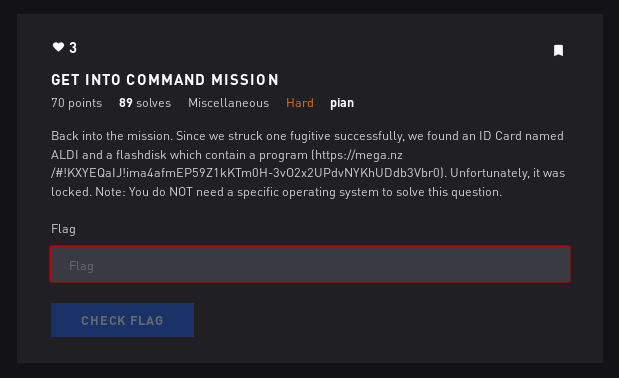 3
GET INTO COMMAND MISSION
70 points 89 solves Miscellaneous Hard pian
Back into the mission. Since we struck one fugitive successfully, we found an ID Card named
ALDI and a flashdisk which contain a program (https://mega.nz
/#!KXYEQaIJ!ima4afmEP59Z1kKTm0H-3vO2x2UPdvNYKhUDdb3Vbr0). Unfortunately, it was
locked. Note: You do NOT need a specific operating system to solve this question.
Flag
Flag
CHECK FLAG